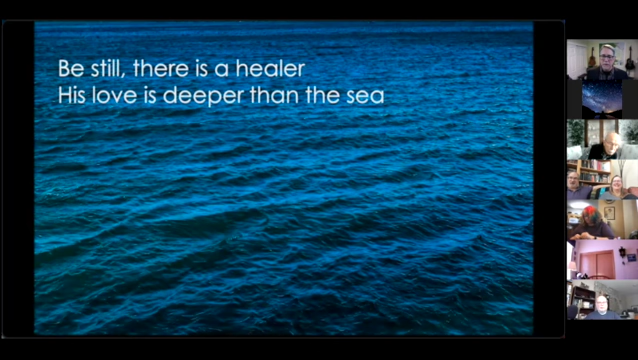 Be still, there is a healer
His love is deeper than the sea